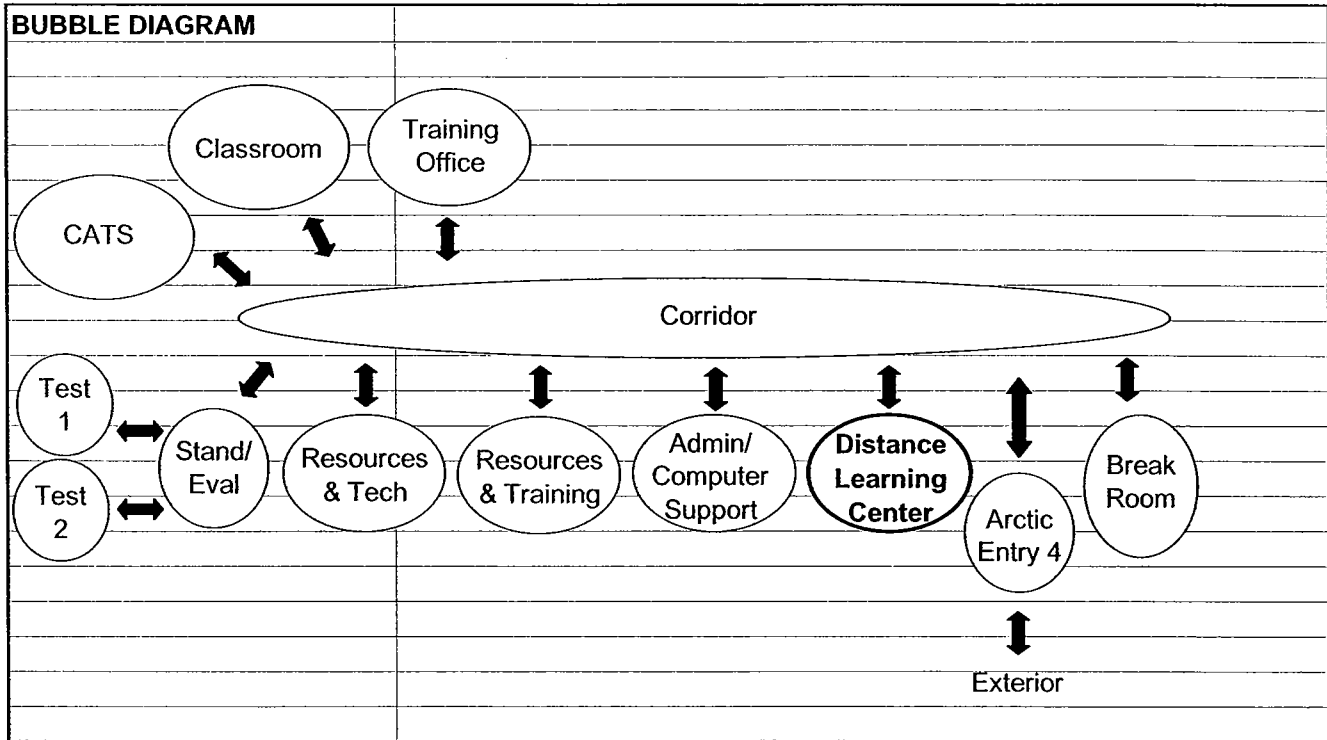 BUBBLE DIAGRAM
Classroom
Training
Office
CATS
Corridor
Test
1
Test
2
Stand/
Eval
Resources
& Tech
Resources
& Training
Admin/
Computer
Support
Distance
Learning
Center
Arctic
Entry 4
Break
Room
Exterior